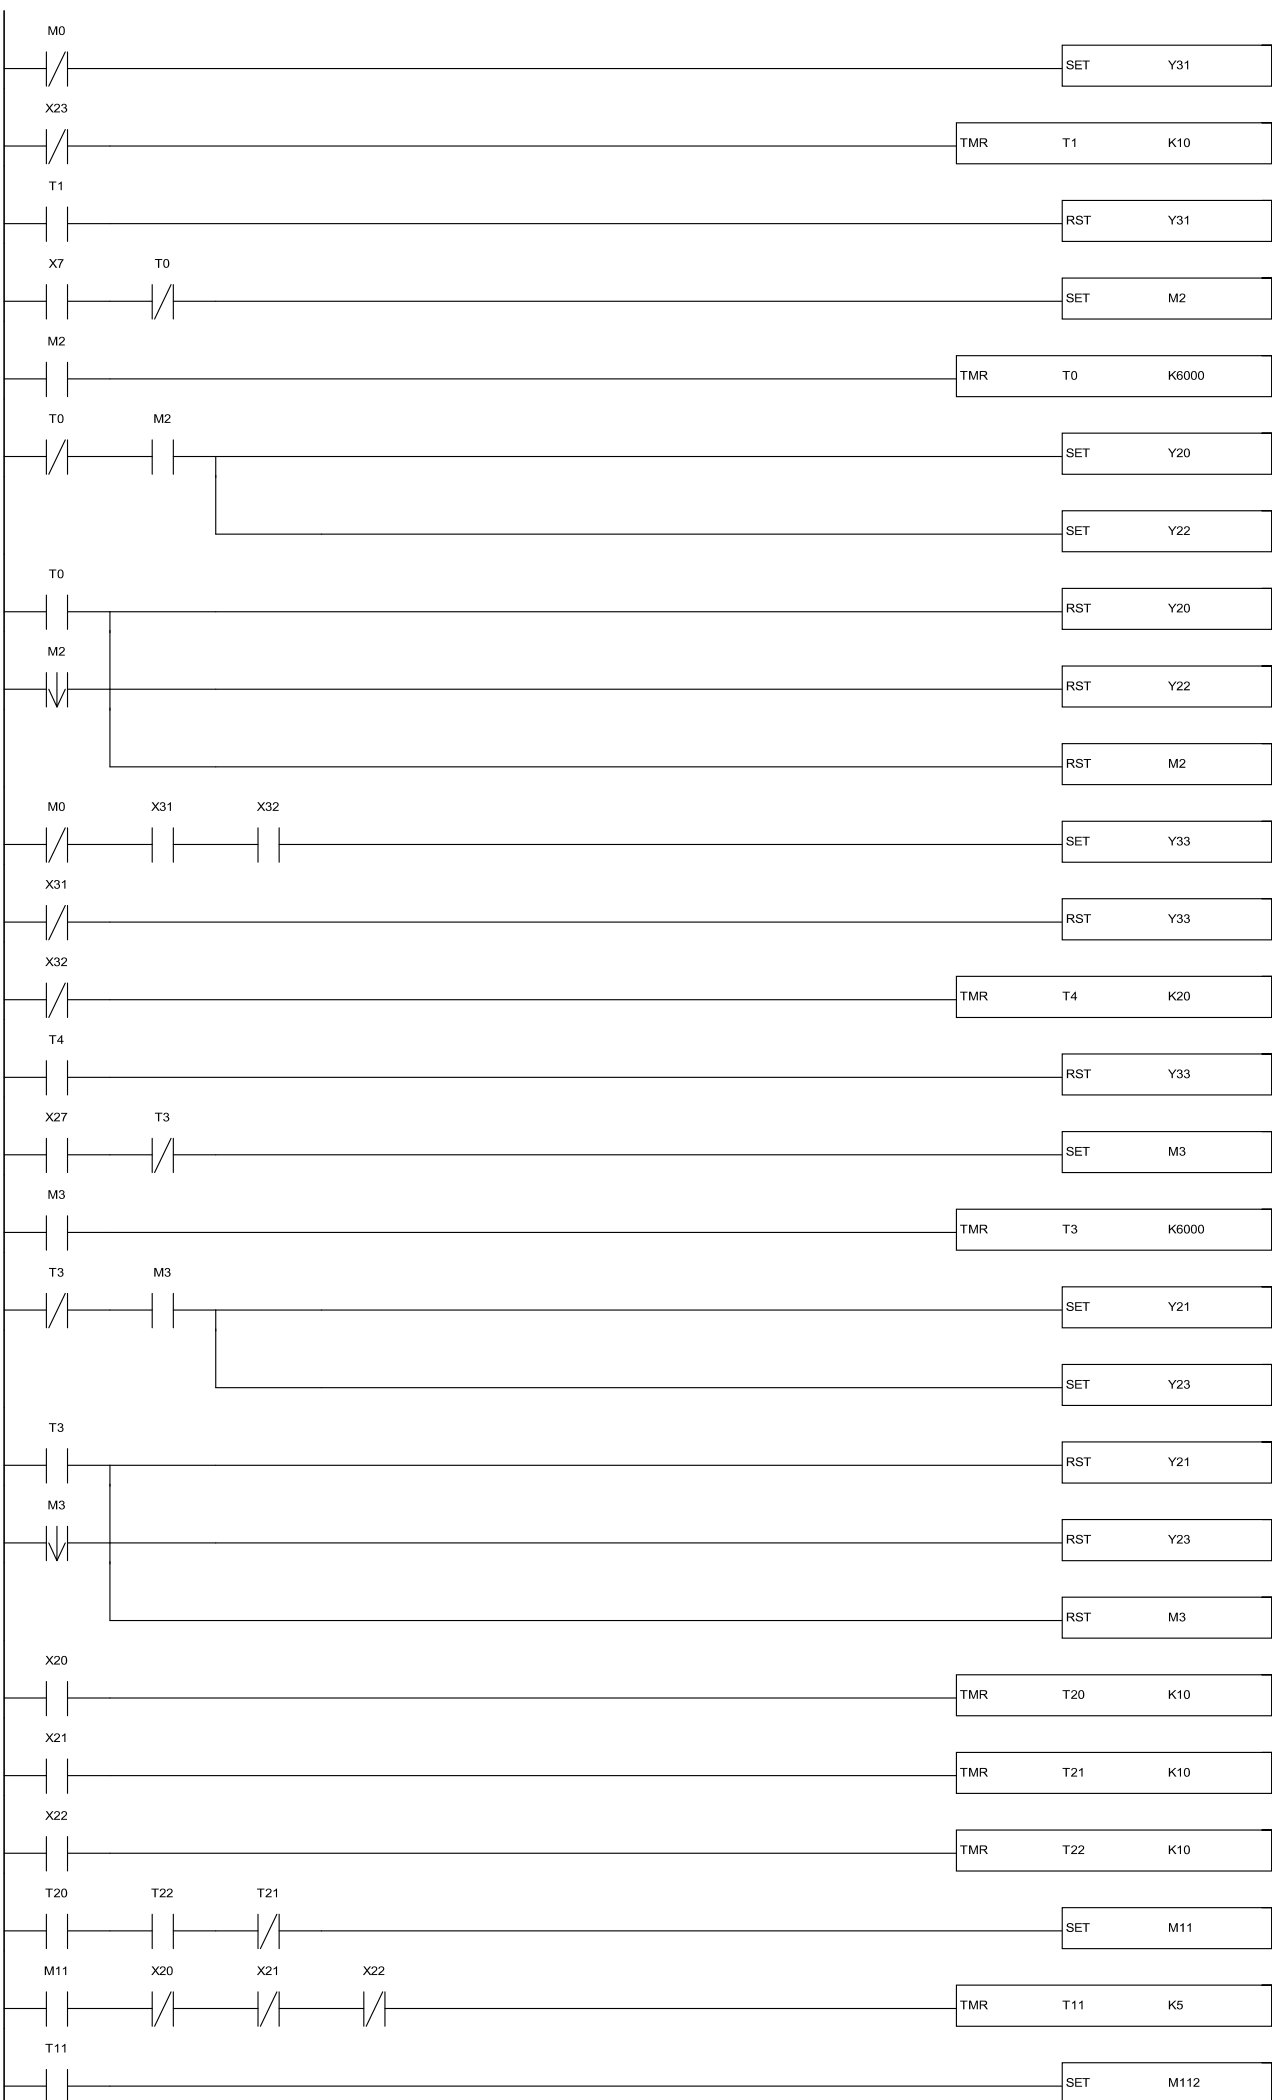 M0
SET Y31
X23
TMR T1 K10
T1
RST Y31
X7 T0
SET M2
M2
TMR T0 K6000
T0 M2
SET Y20
SET Y22
T0
RST Y20
M2
RST Y22
RST M2
M0 X31 X32
SET Y33
X31
RST Y33
X32
TMR T4 K20
T4
RST Y33
X27 T3
SET M3
M3
TMR T3 K6000
T3 M3
SET Y21
SET Y23
T3
RST Y21
M3
RST Y23
RST M3
X20
TMR T20 K10
X21
TMR T21 K10
X22
TMR T22 K10
T20 T22 T21
SET M11
M11 X20 X21 X22
TMR T11 K5
T11
SET M112